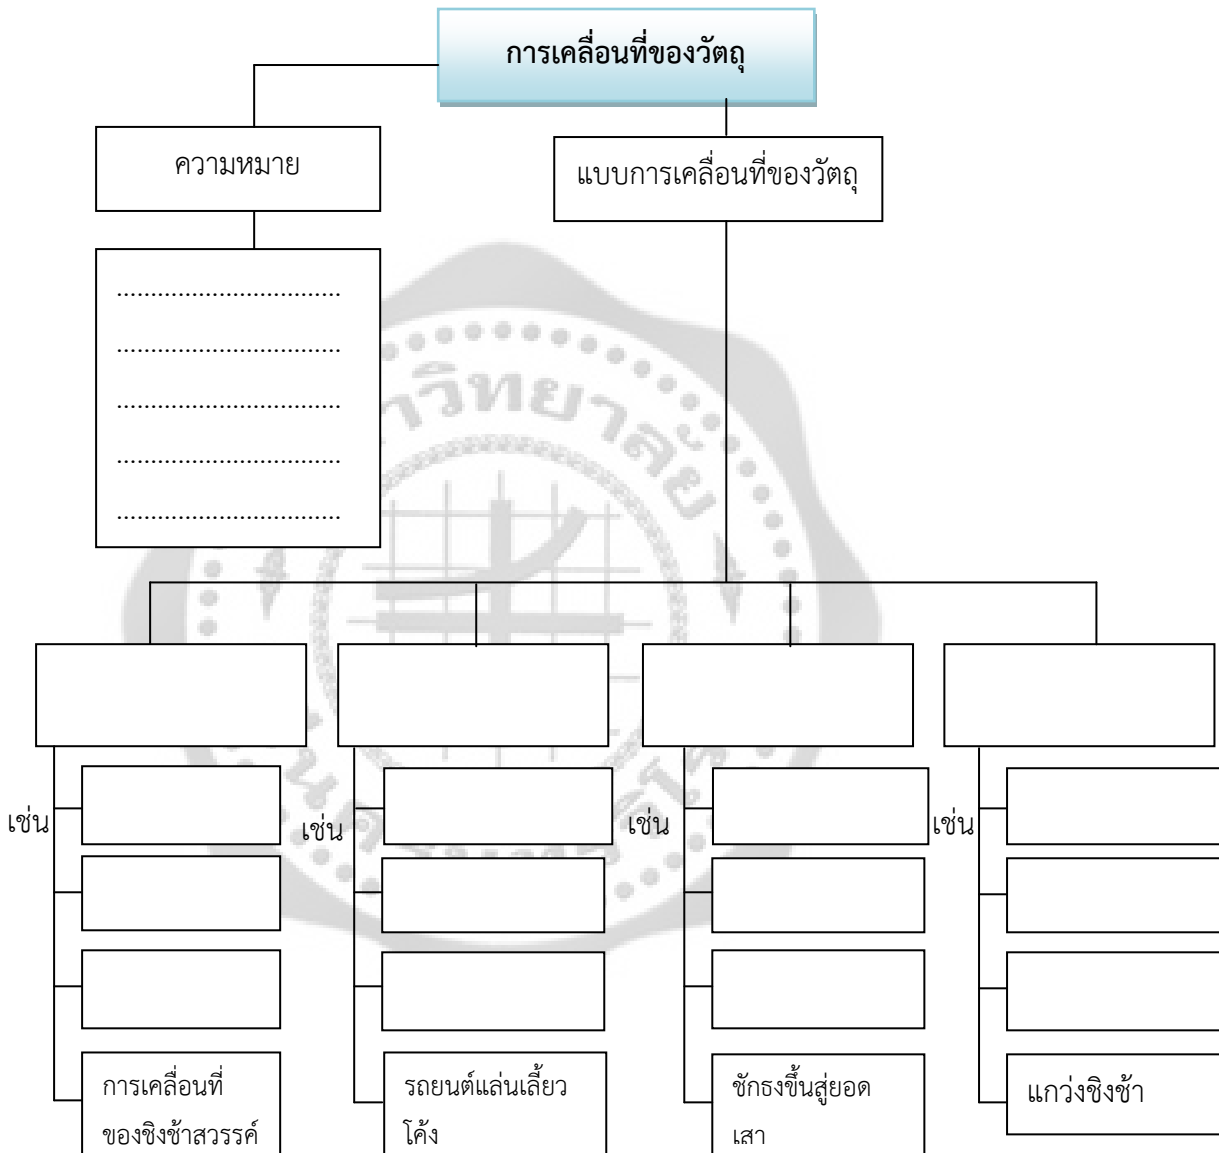 การเคลื่อนที่ของวัตถุ
ความหมาย
แบบการเคลื่อนที่ของวัตถุ
.................................
.................................
.................................
.................................
.................................
เช่น
เช่น
เช่น
เช่น
การเคลื่อนที่
ของชิงช้าสวรรค์
รถยนต์แล่นเลี้ยว
โค้ง
ชักธงขึ้นสู่ยอด
เสา
แกว่งชิงช้า